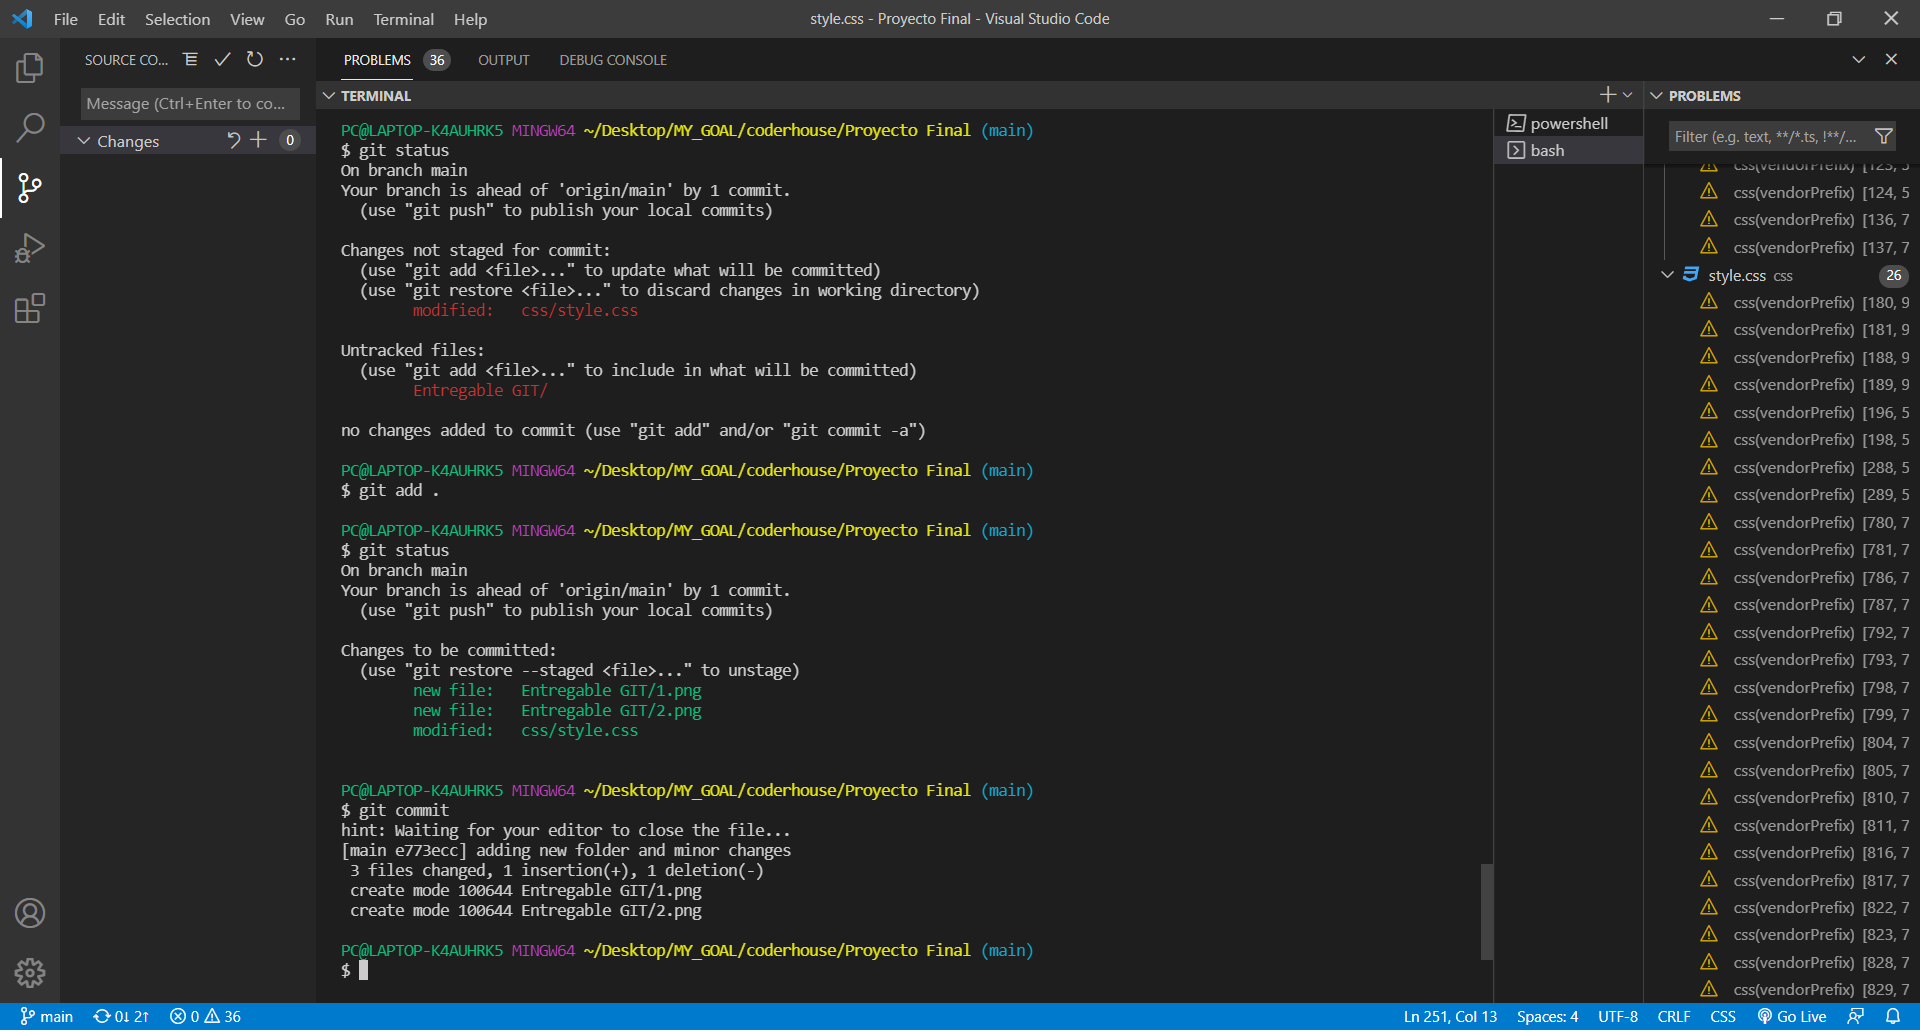 File Edit Selection View Go Run Terminal Help
style.css - Proyecto Final - Visual Studio Code
SOURCE CO...
Message (Ctrl+Enter to co...
Changes
0
PROBLEMS 36 OUTPUT DEBUG CONSOLE
TERMINAL
PC@LAPTOP-K4AUHRK5 MINGW64 ~/Desktop/MY_GOAL/coderhouse/Proyecto Final (main)
$ git status
On branch main
Your branch is ahead of 'origin/main' by 1 commit.
(use "git push" to publish your local commits)
Changes not staged for commit:
(use "git add <file>..." to update what will be committed)
(use "git restore <file>..." to discard changes in working directory)
modified: css/style.css
Untracked files:
(use "git add <file>..." to include in what will be committed)
Entregable GIT/
no changes added to commit (use "git add" and/or "git commit -a")
PC@LAPTOP-K4AUHRK5 MINGW64 ~/Desktop/MY_GOAL/coderhouse/Proyecto Final (main)
$ git add .
PC@LAPTOP-K4AUHRK5 MINGW64 ~/Desktop/MY_GOAL/coderhouse/Proyecto Final (main)
$ git status
On branch main
Your branch is ahead of 'origin/main' by 1 commit.
(use "git push" to publish your local commits)
Changes to be committed:
(use "git restore --staged <file>..." to unstage)
new file: Entregable GIT/1.png
new file: Entregable GIT/2.png
modified: css/style.css
PC@LAPTOP-K4AUHRK5 MINGW64 ~/Desktop/MY_GOAL/coderhouse/Proyecto Final (main)
$ git commit
hint: Waiting for your editor to close the file...
[main e773ecc] adding new folder and minor changes
3 files changed, 1 insertion(+), 1 deletion(-)
create mode 100644 Entregable GIT/1.png
create mode 100644 Entregable GIT/2.png
PC@LAPTOP-K4AUHRK5 MINGW64 ~/Desktop/MY_GOAL/coderhouse/Proyecto Final (main)
$
powershell
bash
PROBLEMS
Filter (e.g. text, **/*.ts, !**/...
css(vendorPrefix) [123, 5
css(vendorPrefix) [124, 5
css(vendorPrefix) [136, 7
css(vendorPrefix) [137, 7
style.css css 26
css(vendorPrefix) [180, 9
css(vendorPrefix) [181, 9
css(vendorPrefix) [188, 9
css(vendorPrefix) [189, 9
css(vendorPrefix) [196, 5
css(vendorPrefix) [198, 5
css(vendorPrefix) [288, 5
css(vendorPrefix) [289, 5
css(vendorPrefix) [780, 7
css(vendorPrefix) [781, 7
css(vendorPrefix) [786, 7
css(vendorPrefix) [787, 7
css(vendorPrefix) [792, 7
css(vendorPrefix) [793, 7
css(vendorPrefix) [798, 7
css(vendorPrefix) [799, 7
css(vendorPrefix) [804, 7
css(vendorPrefix) [805, 7
css(vendorPrefix) [810, 7
css(vendorPrefix) [811, 7
css(vendorPrefix) [816, 7
css(vendorPrefix) [817, 7
css(vendorPrefix) [822, 7
css(vendorPrefix) [823, 7
css(vendorPrefix) [828, 7
css(vendorPrefix) [829, 7
main 0↓ 2↑ 0 36
Ln 251, Col 13 Spaces: 4 UTF-8 CRLF CSS Go Live